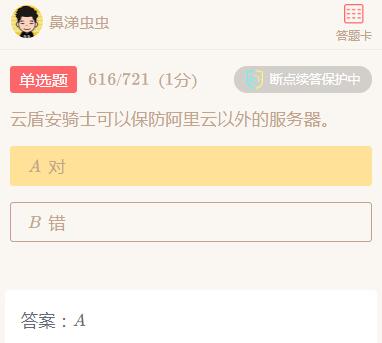 鼻涕虫虫
答题卡
单选题 616/721 (1分) 断点续答保护中
云盾安骑士可以保防阿里云以外的服务器。
A 对
B 错
答案：A